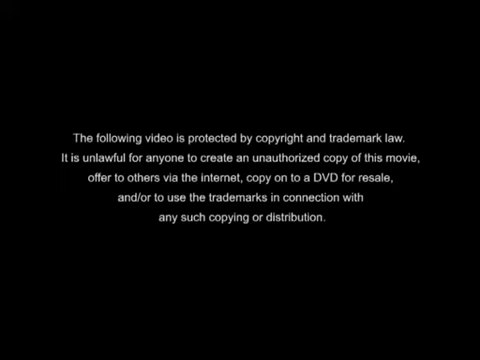 The following video is protected by copyright and trademark law.
It is unlawful for anyone to create an unauthorized copy of this movie,
offer to others via the internet, copy on to a DVD for resale,
and/or to use the trademarks in connection with
any such copying or distribution.